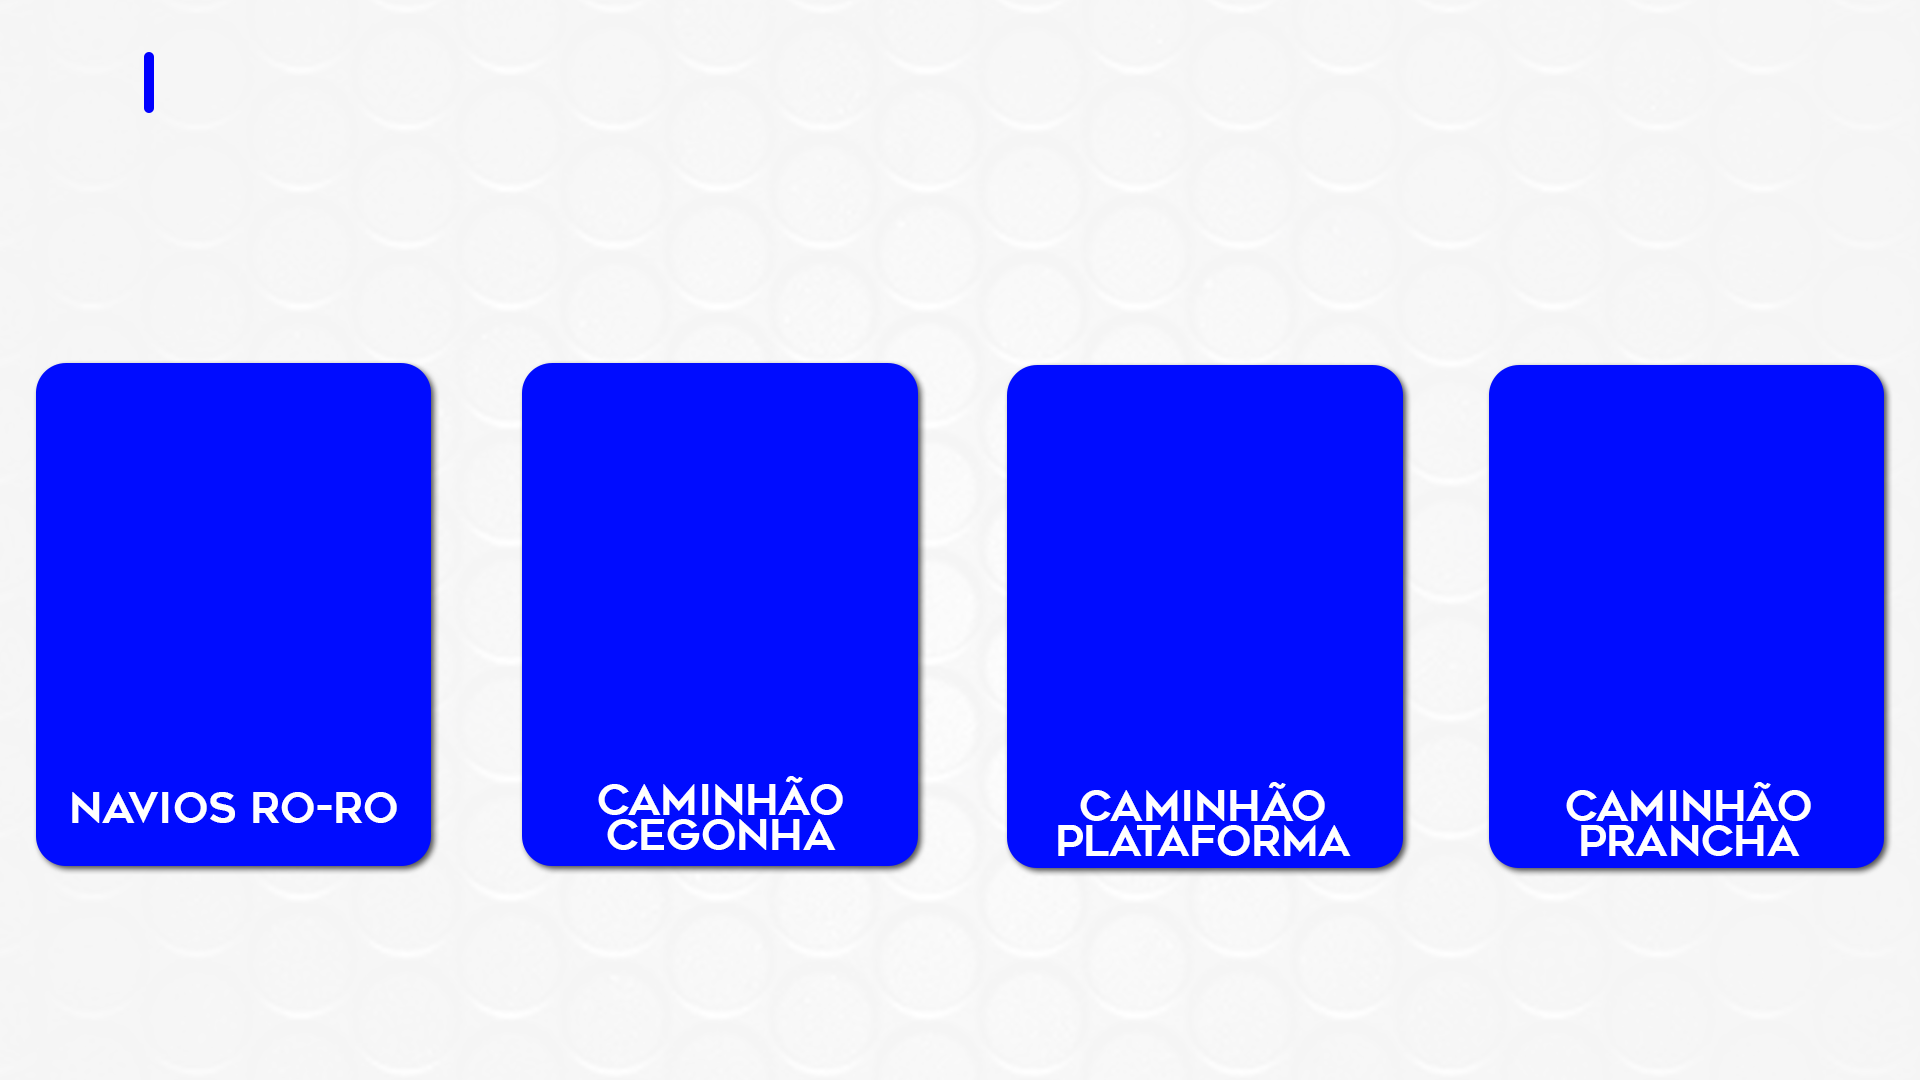 NAVIOS RO-RO
CAMINHÃO
CEGONHA
CAMINHÃO
PLATAFORMA
CAMINHÃO
PRANCHA